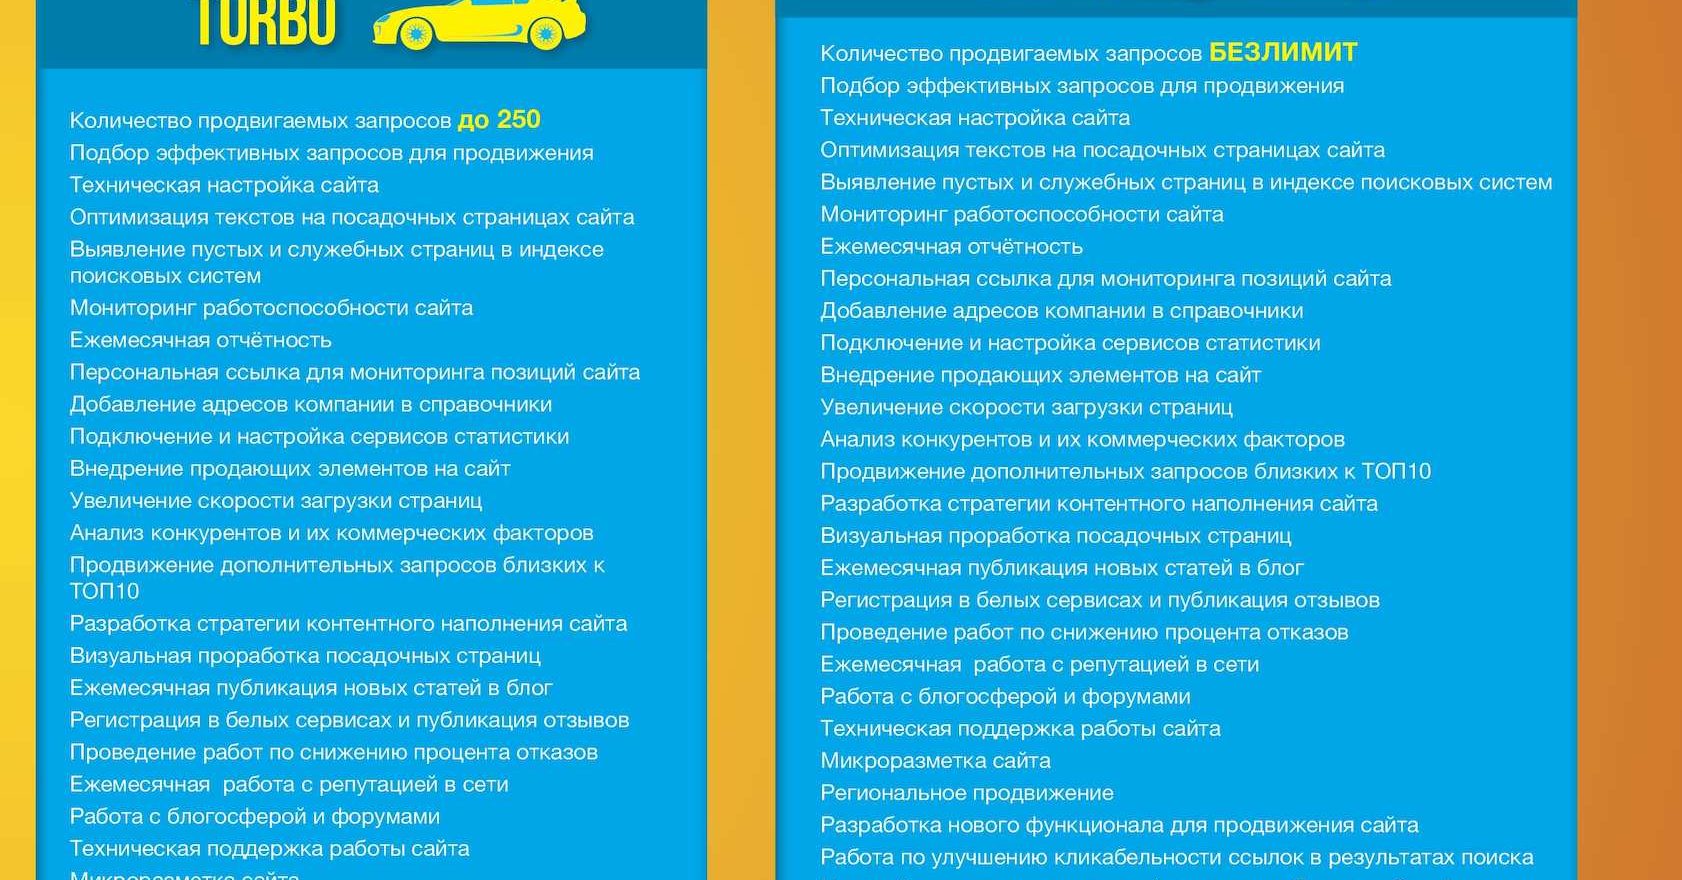 TURBO
Количество продвигаемых запросов до 250
Подбор эффективных запросов для продвижения
Техническая настройка сайта
Оптимизация текстов на посадочных страницах сайта
Выявление пустых и служебных страниц в индексе
поисковых систем
Мониторинг работоспособности сайта
Ежемесячная отчётность
Персональная ссылка для мониторинга позиций сайта
Добавление адресов компании в справочники
Подключение и настройка сервисов статистики
Внедрение продающих элементов на сайт
Увеличение скорости загрузки страниц
Анализ конкурентов и их коммерческих факторов
Продвижение дополнительных запросов близких к
ТОП10
Разработка стратегии контентного наполнения сайта
Визуальная проработка посадочных страниц
Ежемесячная публикация новых статей в блог
Регистрация в белых сервисах и публикация отзывов
Проведение работ по снижению процента отказов
Ежемесячная  работа с репутацией в сети
Работа с блогосферой и форумами
Техническая поддержка работы сайта
Микроразметка сайта
Количество продвигаемых запросов БЕЗЛИМИТ
Подбор эффективных запросов для продвижения
Техническая настройка сайта
Оптимизация текстов на посадочных страницах сайта
Выявление пустых и служебных страниц в индексе поисковых систем
Мониторинг работоспособности сайта
Ежемесячная отчётность
Персональная ссылка для мониторинга позиций сайта
Добавление адресов компании в справочники
Подключение и настройка сервисов статистики
Внедрение продающих элементов на сайт
Увеличение скорости загрузки страниц
Анализ конкурентов и их коммерческих факторов
Продвижение дополнительных запросов близких к ТОП10
Разработка стратегии контентного наполнения сайта
Визуальная проработка посадочных страниц
Ежемесячная публикация новых статей в блог
Регистрация в белых сервисах и публикация отзывов
Проведение работ по снижению процента отказов
Ежемесячная  работа с репутацией в сети
Работа с блогосферой и форумами
Техническая поддержка работы сайта
Микроразметка сайта
Региональное продвижение
Разработка нового функционала для продвижения сайта
Работа по улучшению кликабельности ссылок в результатах поиска